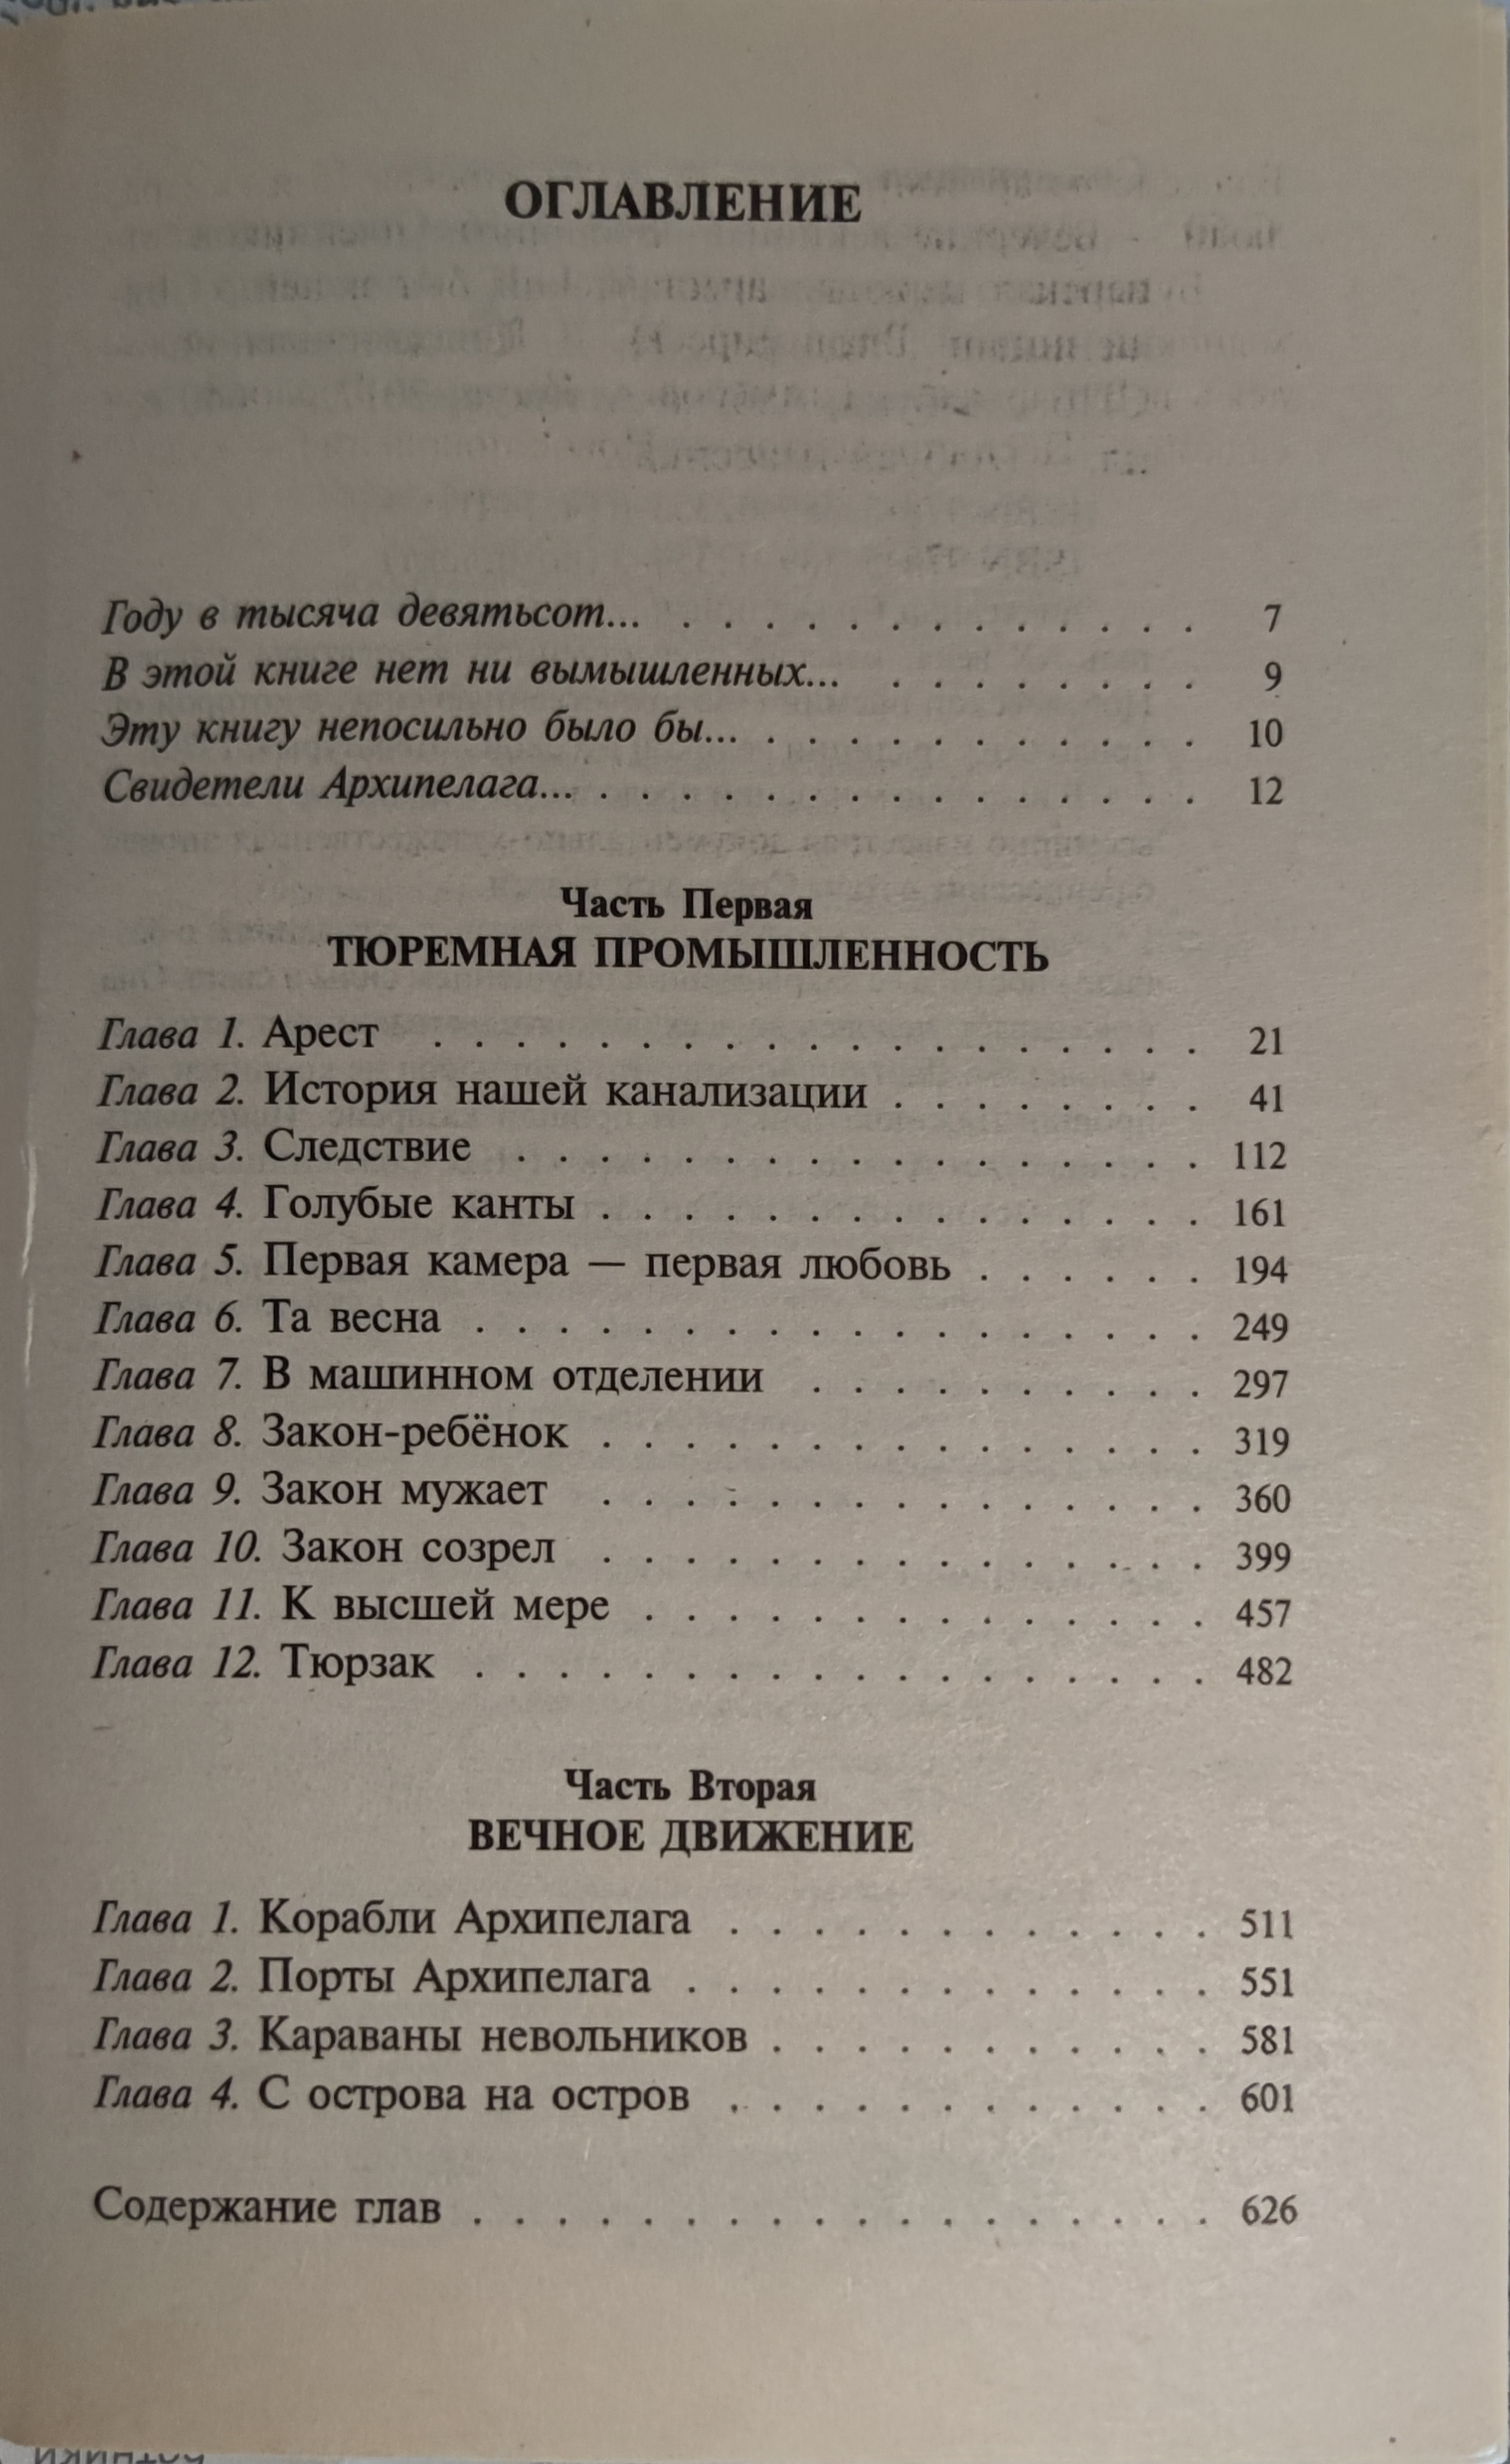 ОГЛАВЛЕНИЕ
Году в тысяча девятьсот... . . . . . . . . . . . . . 7
В этой книге нет ни вымышленных... . . . . . . . . 9
Эту книгу непосильно было бы... . . . . . . . . . . . 10
Свидетели Архипелага... . . . . . . . . . . . . . . . 12
Часть Первая
ТЮРЕМНАЯ ПРОМЫШЛЕННОСТЬ
Глава 1. Арест . . . . . . . . . . . . . . . . . . . 21
Глава 2. История нашей канализации . . . . . . . . 41
Глава 3. Следствие . . . . . . . . . . . . . . . . . 112
Глава 4. Голубые канты . . . . . . . . . . . . . . . 161
Глава 5. Первая камера — первая любовь . . . . . . 194
Глава 6. Та весна . . . . . . . . . . . . . . . . . . 249
Глава 7. В машинном отделении . . . . . . . . . . 297
Глава 8. Закон-ребёнок . . . . . . . . . . . . . . . 319
Глава 9. Закон мужает . . . . . . . . . . . . . . . 360
Глава 10. Закон созрел . . . . . . . . . . . . . . . 399
Глава 11. К высшей мере . . . . . . . . . . . . . . 457
Глава 12. Тюрзак . . . . . . . . . . . . . . . . . . 482
Часть Вторая
ВЕЧНОЕ ДВИЖЕНИЕ
Глава 1. Корабли Архипелага . . . . . . . . . . . . 511
Глава 2. Порты Архипелага . . . . . . . . . . . . . 551
Глава 3. Караваны невольников . . . . . . . . . . . 581
Глава 4. С острова на остров . . . . . . . . . . . . 601
Содержание глав . . . . . . . . . . . . . . . . . . 626